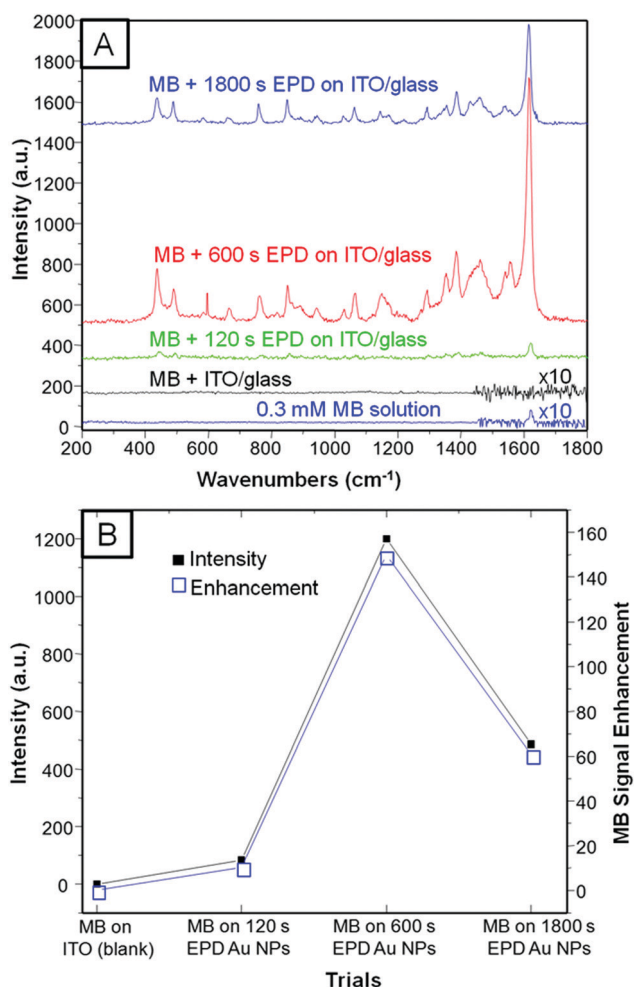 A
2000
1800
1600
1400
1200
1000
800
600
400
200
0
Intensity (a.u.)
MB + 1800 s EPD on ITO/glass
MB + 600 s EPD on ITO/glass
MB + 120 s EPD on ITO/glass
MB + ITO/glass
x10
0.3 mM MB solution
x10
200 400 600 800 1000 1200 1400 1600 1800
Wavenumbers (cm⁻¹)
B
1200
1000
800
600
400
200
0
Intensity (a.u.)
Intensity
Enhancement
160
140
120
100
80
60
40
20
0
MB Signal Enhancement
MB on MB on 120 s MB on 600 s MB on 1800 s
ITO (blank) EPD Au NPs EPD Au NPs EPD Au NPs
Trials